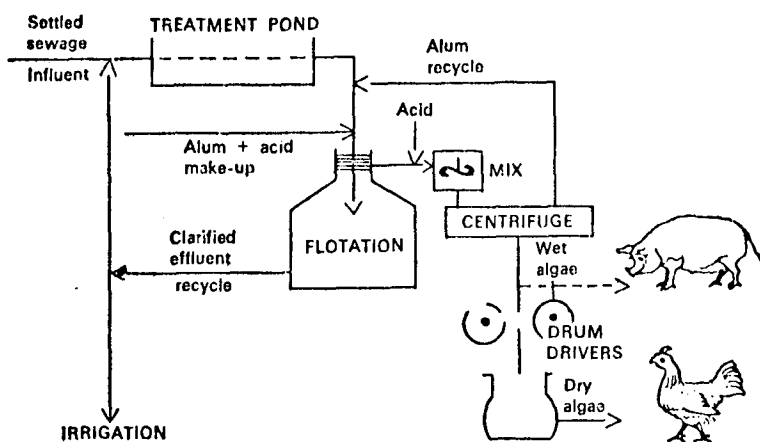 Settled
sewage
Influent
TREATMENT POND
Alum
recycle
Acid
Alum + acid
make-up
MIX
CENTRIFUGE
FLOTATION
Clarified
effluent
recycle
Wet
algae
DRUM
DRIVERS
Dry
algae
IRRIGATION